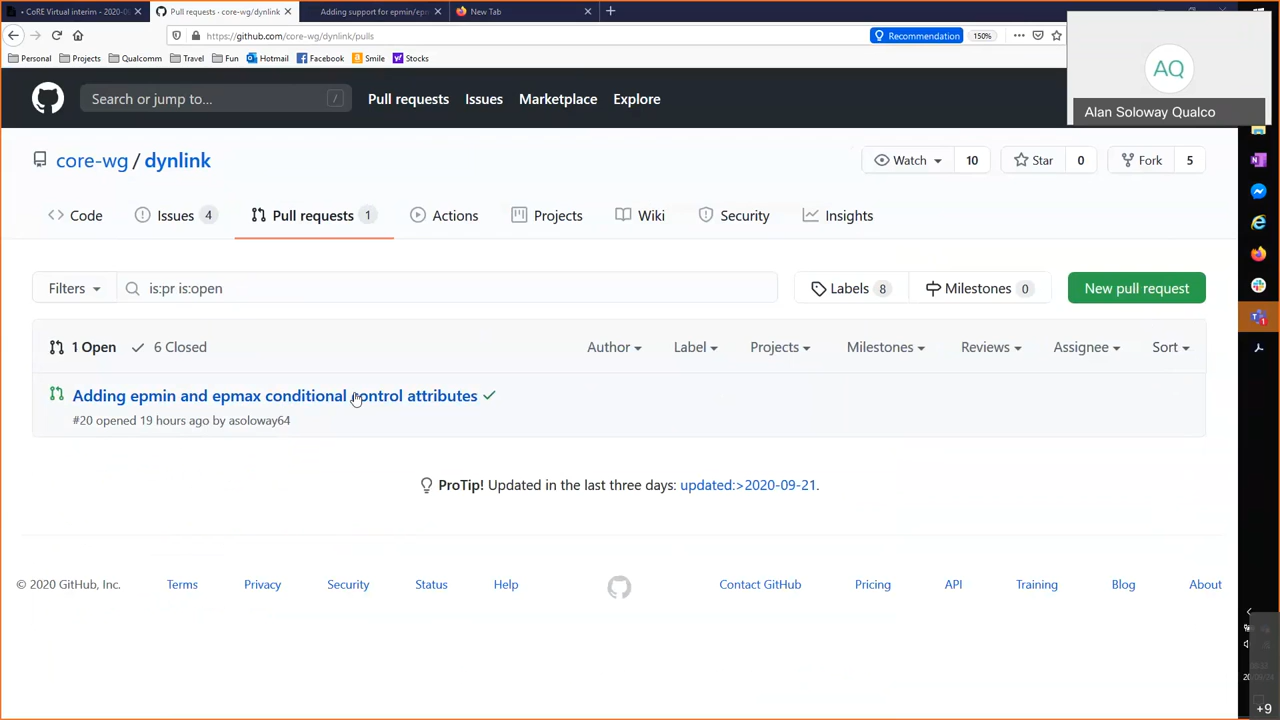 • CoRE Virtual interim - 2020-09
Pull requests · core-wg/dynlink
Adding support for epmin/ep
New Tab
https://github.com/core-wg/dynlink/pulls
Recommendation
150%
Personal
Projects
Qualcomm
Travel
Fun
Hotmail
Facebook
Smile
Stocks
AQ
Alan Soloway Qualco
Search or jump to...
/
Pull requests
Issues
Marketplace
Explore
core-wg / dynlink
Watch 10
Star 0
Fork 5
Code
Issues 4
Pull requests 1
Actions
Projects
Wiki
Security
Insights
Filters
is:pr is:open
Labels 8
Milestones 0
New pull request
1 Open
6 Closed
Author
Label
Projects
Milestones
Reviews
Assignee
Sort
Adding epmin and epmax conditional control attributes
#20 opened 19 hours ago by asoloway64
ProTip! Updated in the last three days: updated:>2020-09-21.
© 2020 GitHub, Inc.
Terms
Privacy
Security
Status
Help
Contact GitHub
Pricing
API
Training
Blog
About
+9